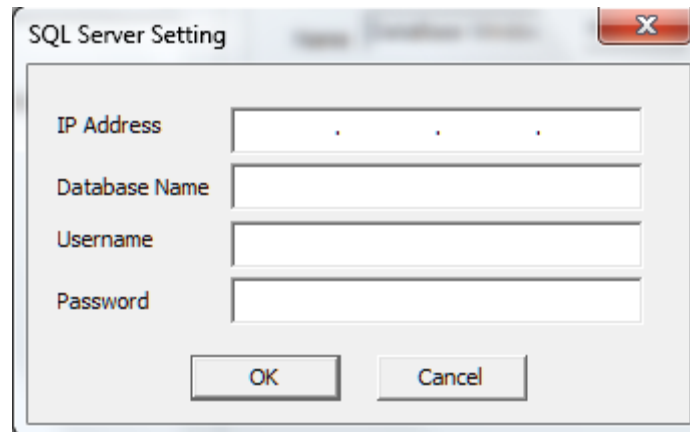 SQL Server Setting
IP Address . . .
Database Name
Username
Password
OK Cancel